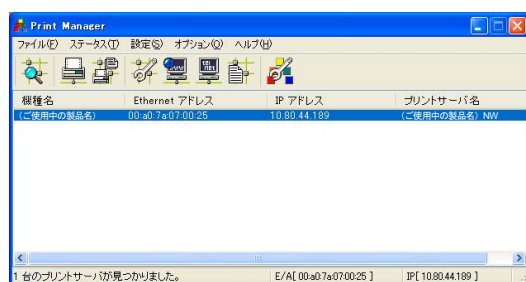 Print Manager
ファイル(F) ステータス(T) 設定(S) オプション(O) ヘルプ(H)
機種名 Ethernet アドレス IP アドレス プリントサーバ名
(ご使用中の製品名) 00:a0:7a:07:00:25 10.80.44.189 (ご使用中の製品名) NW
1 台のプリントサーバが見つかりました。 E/A[ 00:a0:7a:07:00:25 ] IP[ 10.80.44.189 ]